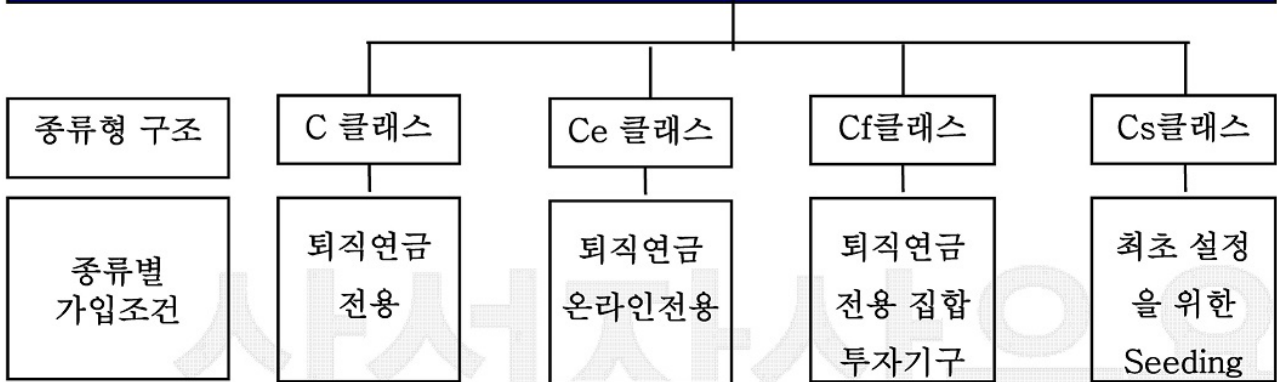 종류형 구조
C 클래스
Ce 클래스
Cf클래스
Cs클래스
종류별
가입조건
퇴직연금
전용
퇴직연금
온라인전용
퇴직연금
전용 집합
투자기구
최초 설정
을 위한
Seeding